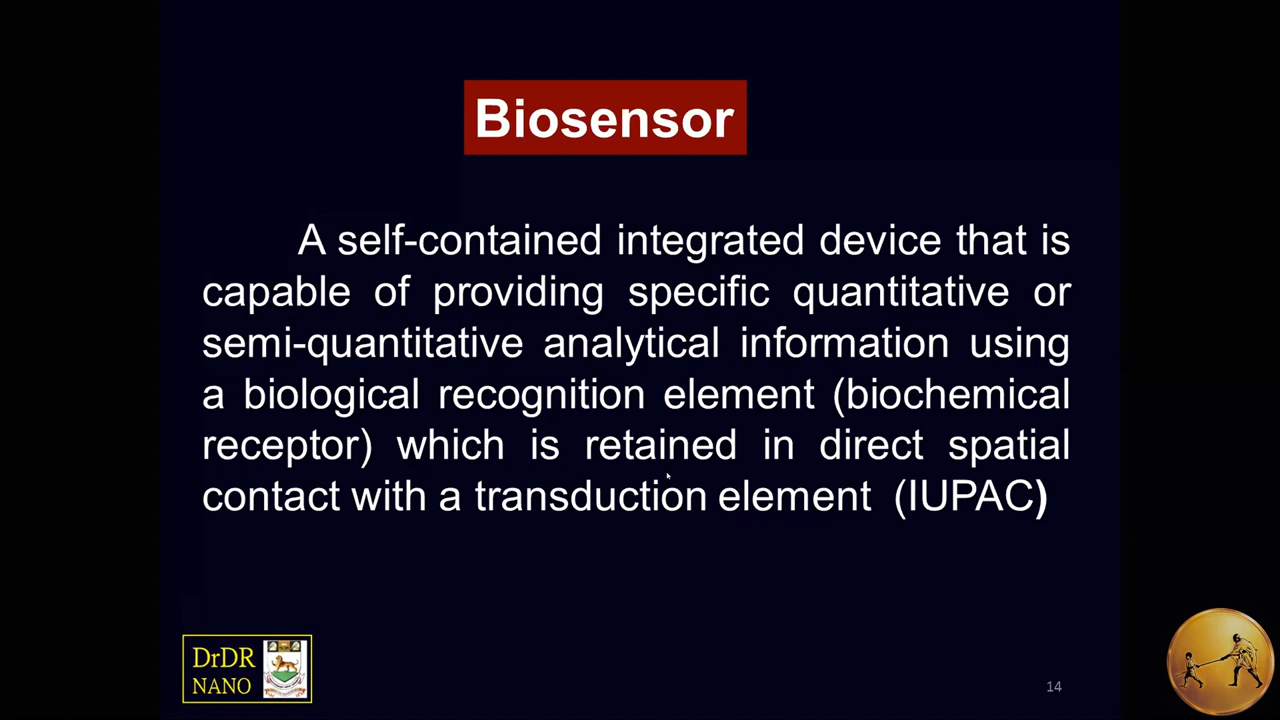 Biosensor
A self-contained integrated device that is
capable of providing specific quantitative or
semi-quantitative analytical information using
a biological recognition element (biochemical
receptor) which is retained in direct spatial
contact with a transduction element (IUPAC)
DrDR
NANO
14